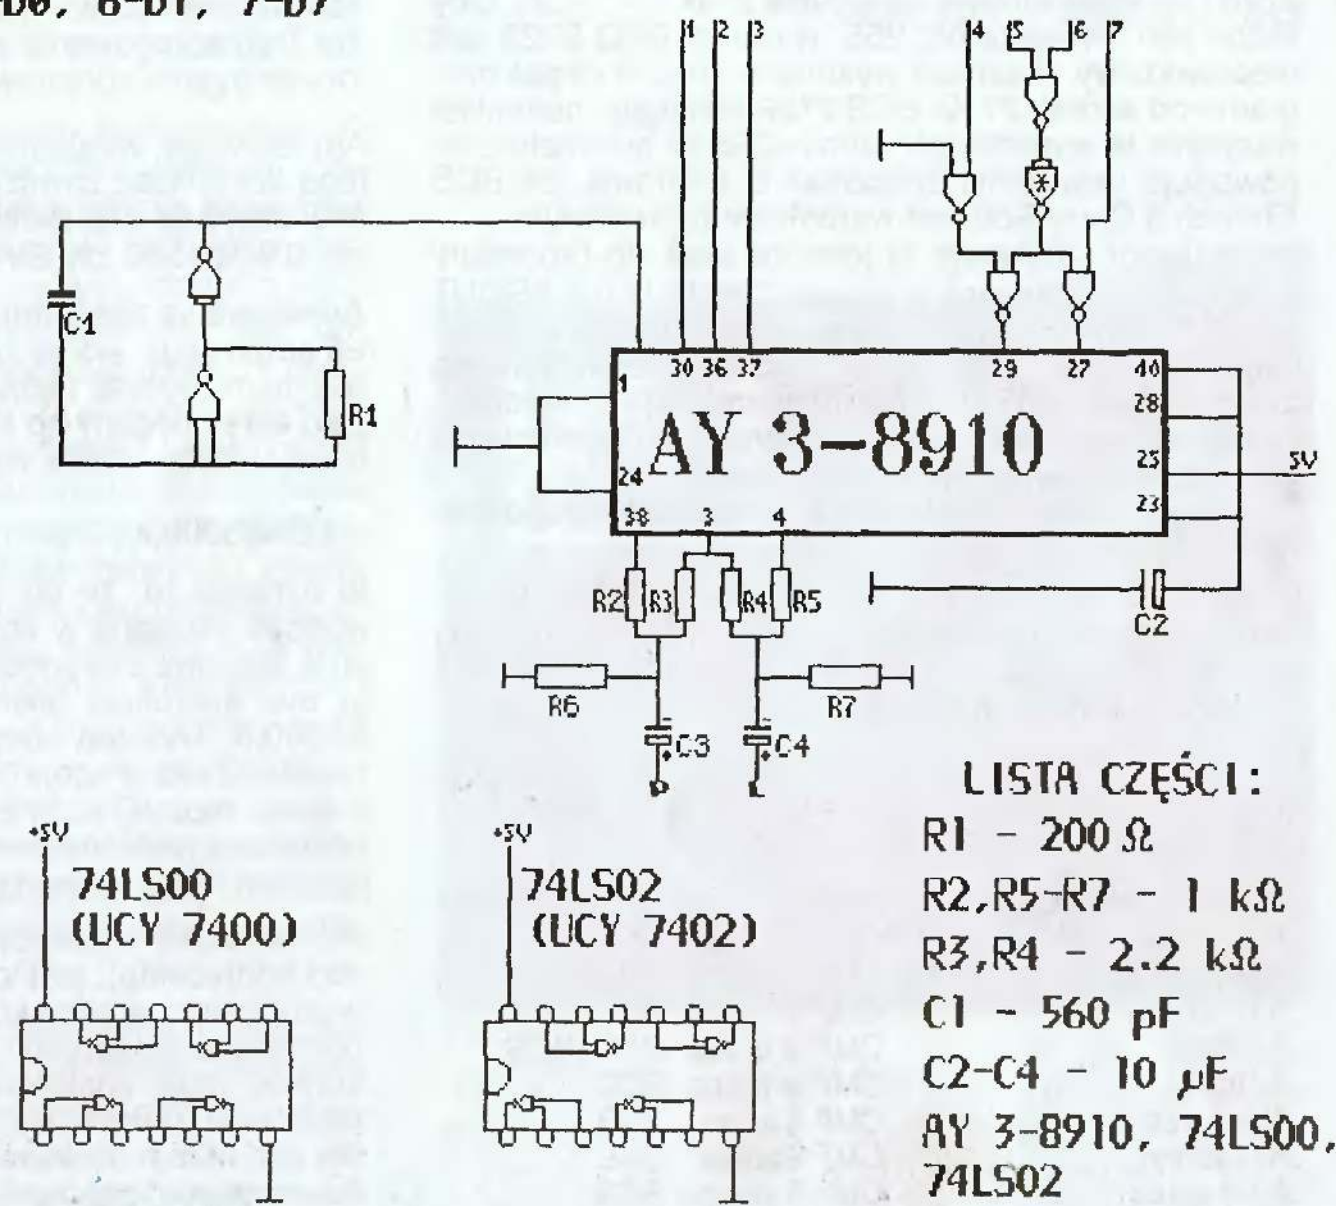 D0, 6-D1, 7-D7
1 2 3 4 5 6 7
*
C1
R1
1 30 36 37 29 27 40
28
AY 3-8910
25
5V
24
23
38 3 4
R2 R3 R4 R5
C2
R6 R7
C3 C4
P L
LISTA CZĘŚCI:
R1 - 200 Ω
R2,R5-R7 - 1 kΩ
R3,R4 - 2.2 kΩ
C1 - 560 pF
C2-C4 - 10 µF
AY 3-8910, 74LS00,
74LS02
+5V
74LS00
(UCY 7400)
+5V
74LS02
(UCY 7402)